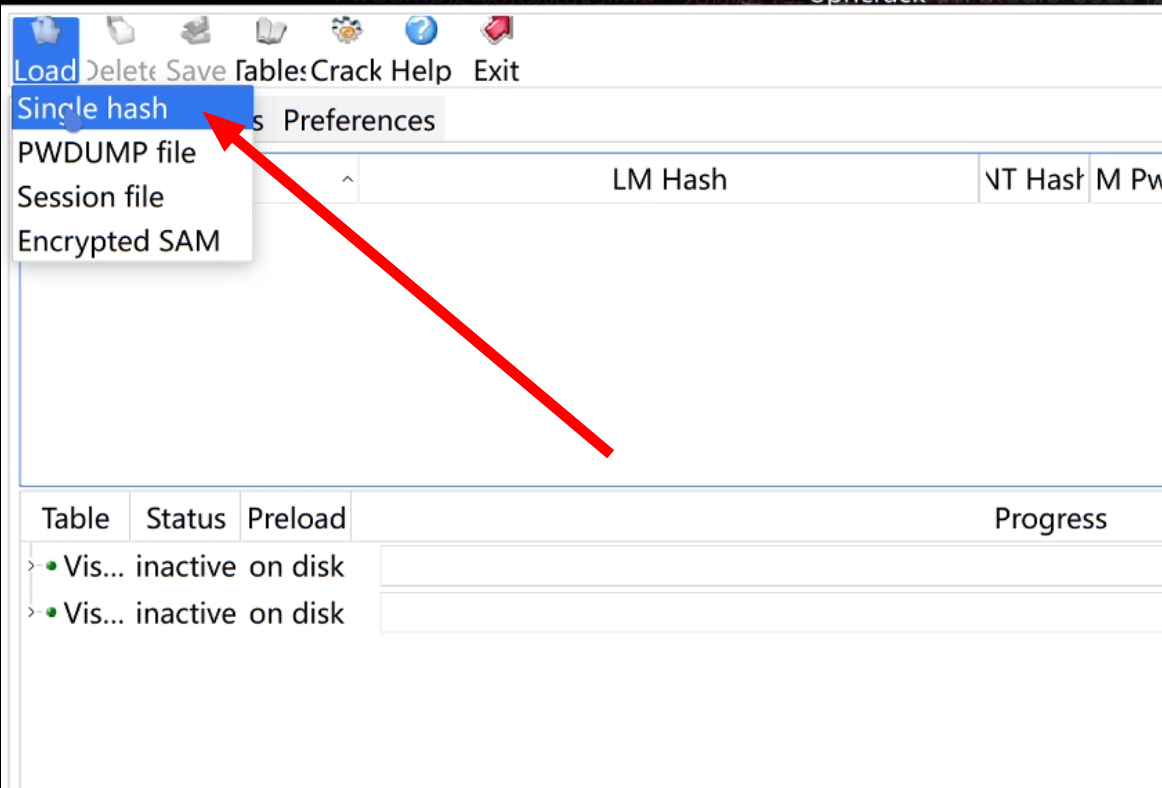 Load Delete Save Tables Crack Help Exit
Single hash
s Preferences
PWDUMP file
LM Hash NT Hash M Pw
Session file
Encrypted SAM
Table Status Preload Progress
Vis... inactive on disk
Vis... inactive on disk